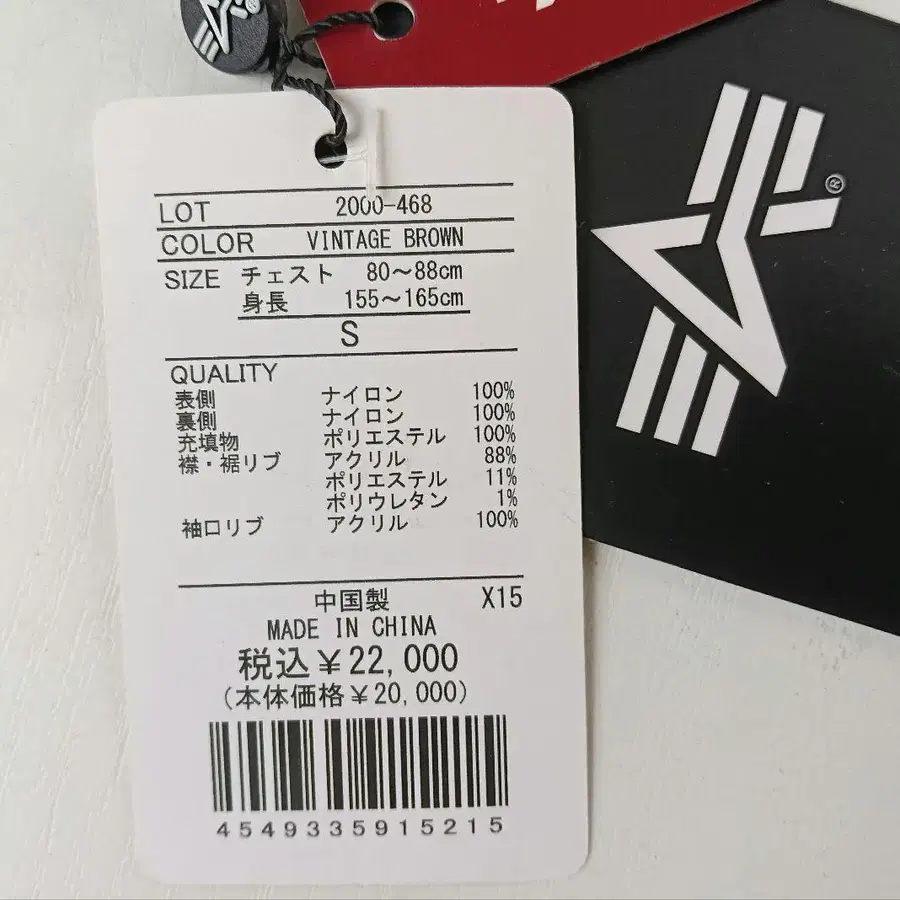 LOT 2000-468
COLOR VINTAGE BROWN
SIZE チェスト 80～88cm
身長 155～165cm
S
QUALITY
表側 ナイロン 100%
裏側 ナイロン 100%
充填物 ポリエステル 100%
襟・裾リブ アクリル 88%
ポリエステル 11%
ポリウレタン 1%
袖口リブ アクリル 100%
中国製 X15
MADE IN CHINA
税込￥22,000
(本体価格￥20,000)
4549335915215
®